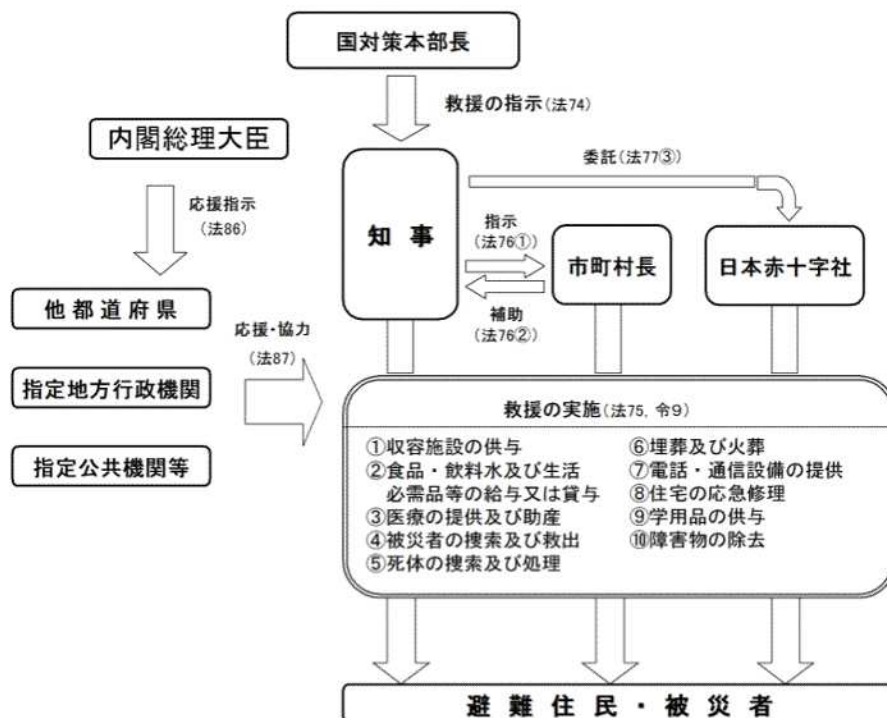 国対策本部長
救援の指示(法74)
内閣総理大臣
委託(法77③)
応援指示
(法86)
知 事
指示
(法76①)
市町村長
日本赤十字社
補助
(法76②)
他 都 道 府 県
応援・協力
(法87)
指定地方行政機関
指定公共機関等
救援の実施(法75, 令9)
①収容施設の供与
②食品・飲料水及び生活
必需品等の給与又は貸与
③医療の提供及び助産
④被災者の捜索及び救出
⑤死体の捜索及び処理
⑥埋葬及び火葬
⑦電話・通信設備の提供
⑧住宅の応急修理
⑨学用品の供与
⑩障害物の除去
避 難 住 民 ・ 被 災 者